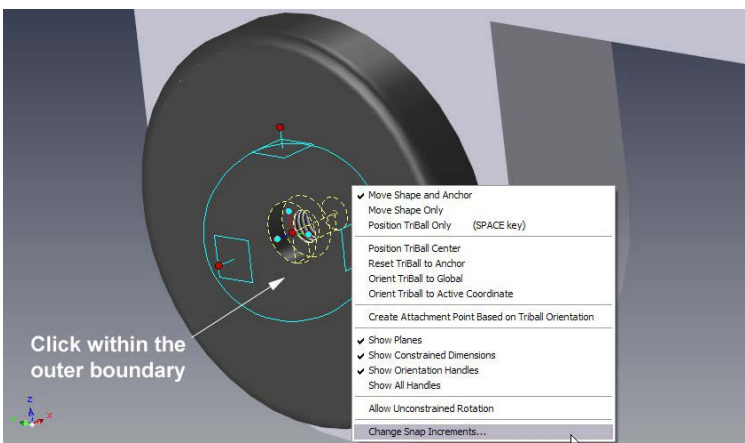 Move Shape and Anchor
Move Shape Only
Position TriBall Only (SPACE key)
Position TriBall Center
Reset TriBall to Anchor
Orient TriBall to Global
Orient Triball to Active Coordinate
Create Attachment Point Based on Triball Orientation
Show Planes
Show Constrained Dimensions
Show Orientation Handles
Show All Handles
Allow Unconstrained Rotation
Change Snap Increments...
Click within the
outer boundary
z
x